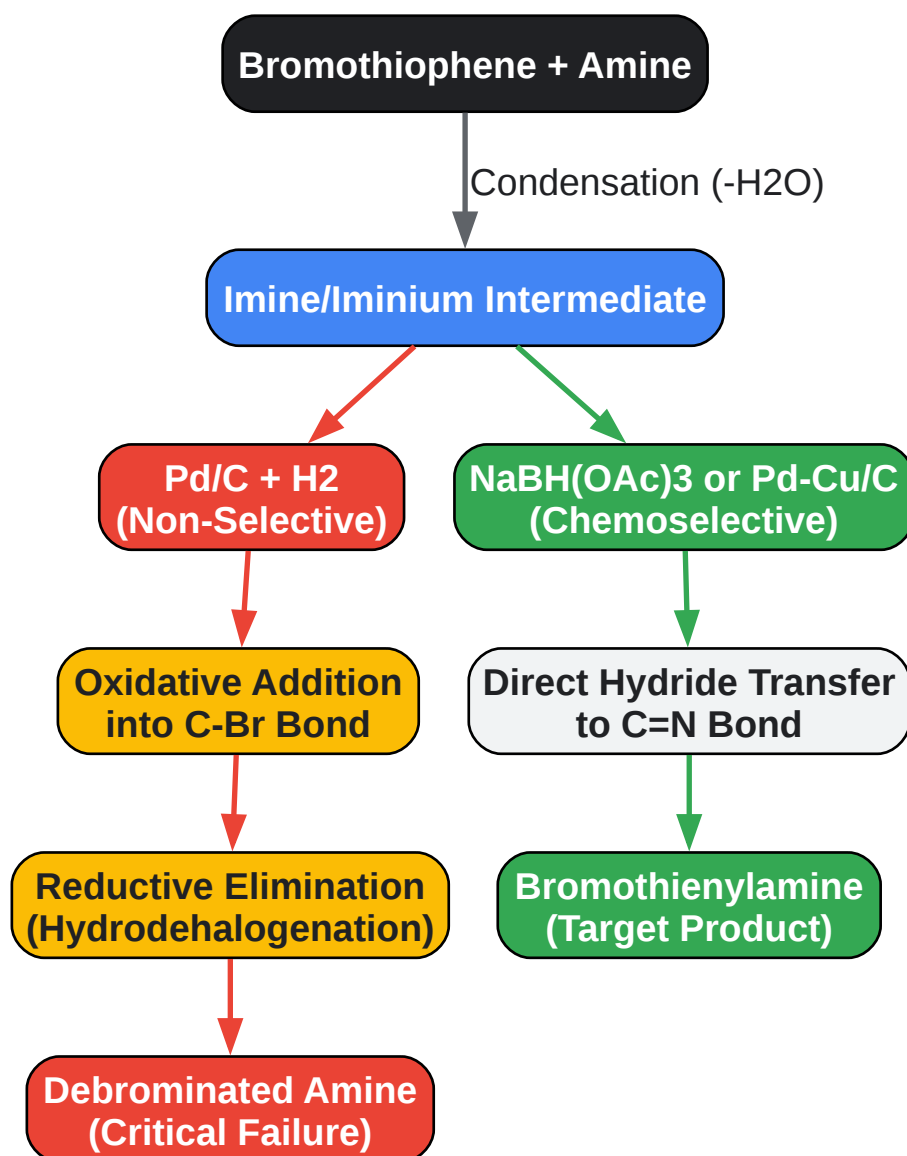 Bromothiophene + Amine
Condensation (-H2O)
Imine/Iminium Intermediate
Pd/C + H2
(Non-Selective)
NaBH(OAc)3 or Pd-Cu/C
(Chemoselective)
Oxidative Addition
into C-Br Bond
Direct Hydride Transfer
to C=N Bond
Reductive Elimination
(Hydrodehalogenation)
Bromothienylamine
(Target Product)
Debrominated Amine
(Critical Failure)